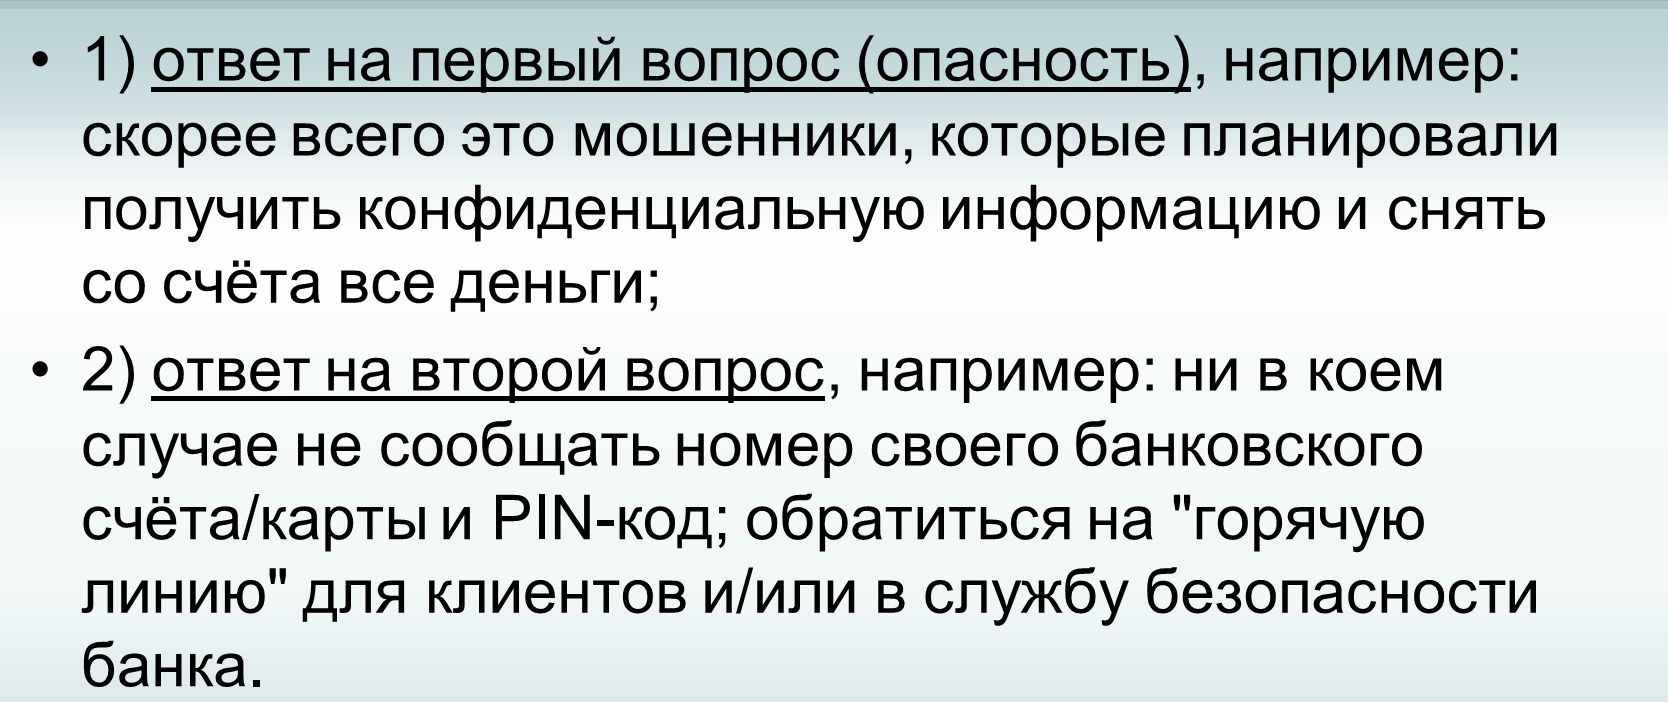 • 1) ответ на первый вопрос (опасность), например:
скорее всего это мошенники, которые планировали
получить конфиденциальную информацию и снять
со счёта все деньги;
• 2) ответ на второй вопрос, например: ни в коем
случае не сообщать номер своего банковского
счёта/карты и PIN-код; обратиться на "горячую
линию" для клиентов и/или в службу безопасности
банка.